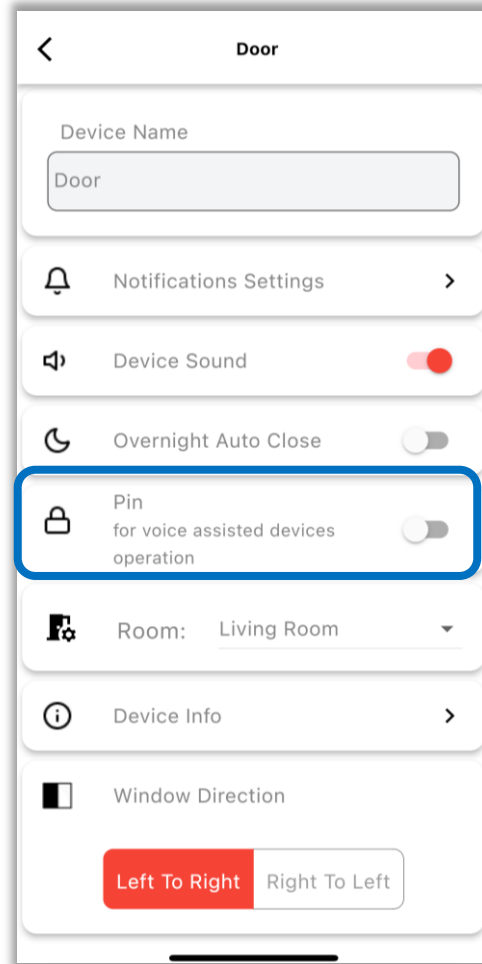 Door
Device Name
Door
Notifications Settings
Device Sound
Overnight Auto Close
Pin
for voice assisted devices
operation
Room: Living Room
Device Info
Window Direction
Left To Right Right To Left